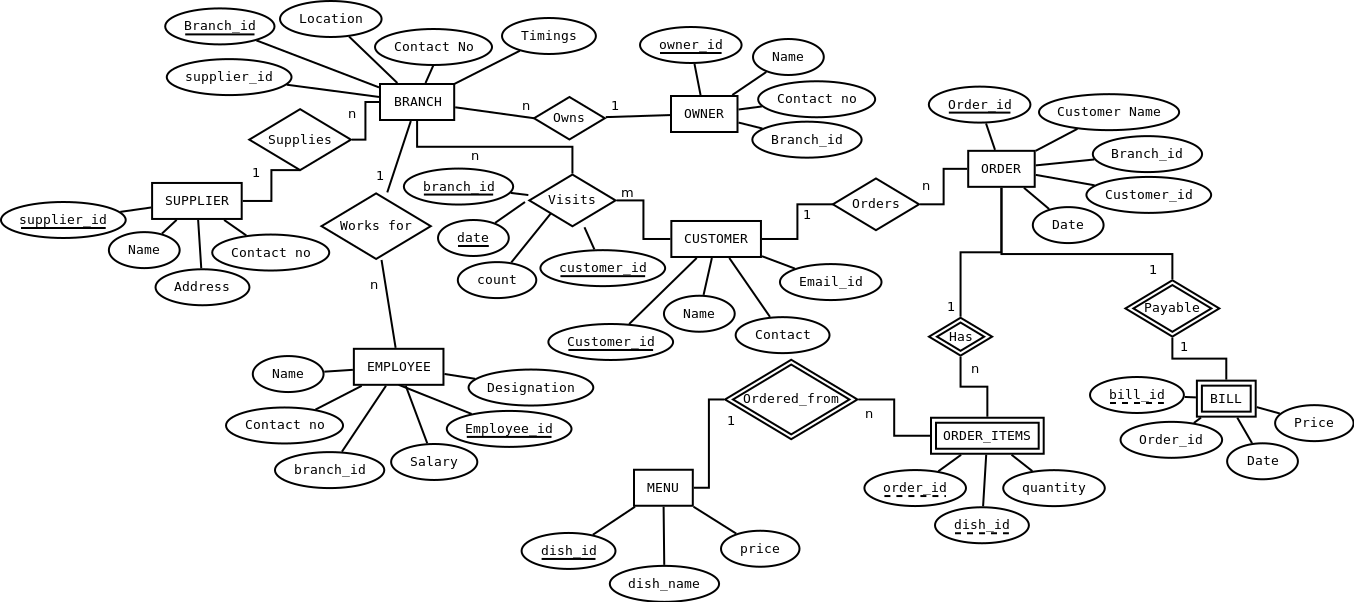 Branch_id
Location
Contact No
Timings
supplier_id
BRANCH
n
1
Owns
owner_id
Name
OWNER
Contact no
Branch_id
Order_id
Customer Name
ORDER
Branch_id
Customer_id
Date
n
Supplies
1
SUPPLIER
supplier_id
Name
Contact no
Address
1
Works for
n
n
branch_id
Visits
m
date
count
customer_id
CUSTOMER
1
Orders
n
Email_id
Name
Contact
Customer_id
1
Has
n
1
Payable
1
EMPLOYEE
Name
Designation
Contact no
Employee_id
branch_id
Salary
Ordered_from
1
n
bill_id
BILL
Price
Order_id
Date
ORDER_ITEMS
order_id
quantity
dish_id
MENU
dish_id
price
dish_name